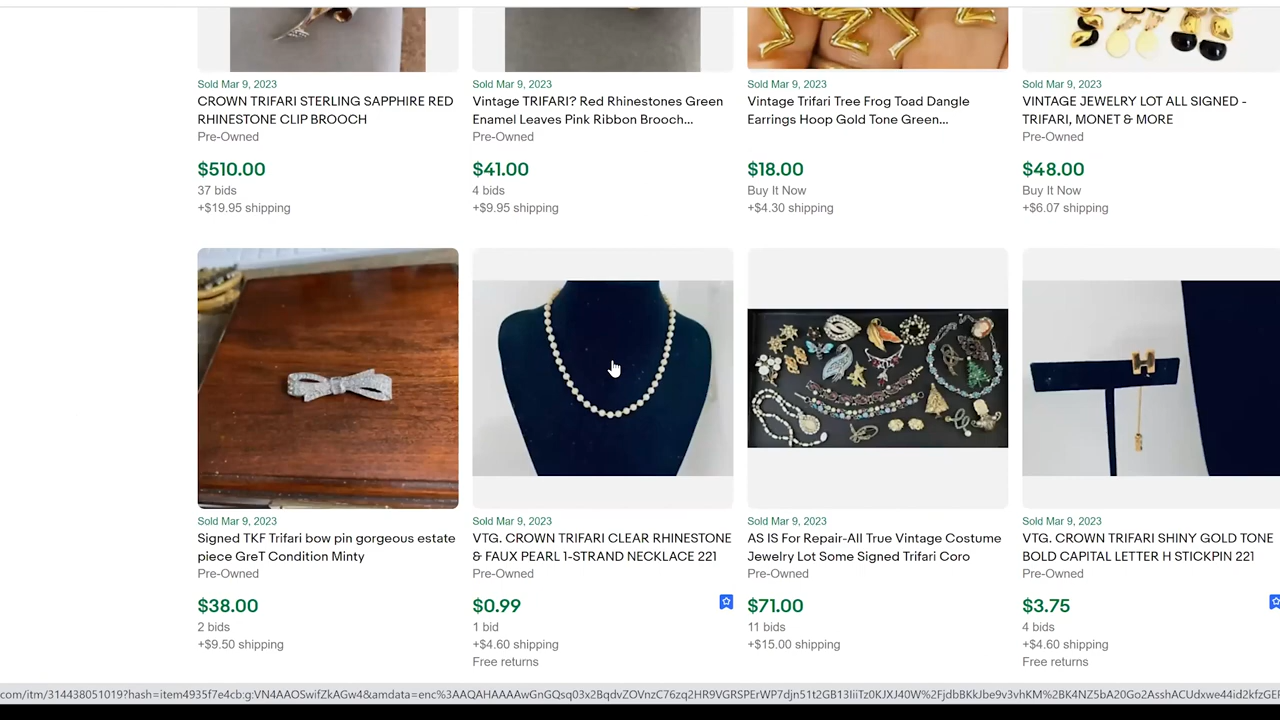 Sold Mar 9, 2023
CROWN TRIFARI STERLING SAPPHIRE RED
RHINESTONE CLIP BROOCH
Pre-Owned
$510.00
37 bids
+$19.95 shipping
Sold Mar 9, 2023
Vintage TRIFARI? Red Rhinestones Green
Enamel Leaves Pink Ribbon Brooch...
Pre-Owned
$41.00
4 bids
+$9.95 shipping
Sold Mar 9, 2023
Vintage Trifari Tree Frog Toad Dangle
Earrings Hoop Gold Tone Green...
Pre-Owned
$18.00
Buy It Now
+$4.30 shipping
Sold Mar 9, 2023
VINTAGE JEWELRY LOT ALL SIGNED -
TRIFARI, MONET & MORE
Pre-Owned
$48.00
Buy It Now
+$6.07 shipping
Sold Mar 9, 2023
Signed TKF Trifari bow pin gorgeous estate
piece GreT Condition Minty
Pre-Owned
$38.00
2 bids
+$9.50 shipping
Sold Mar 9, 2023
VTG. CROWN TRIFARI CLEAR RHINESTONE
& FAUX PEARL 1-STRAND NECKLACE 221
Pre-Owned
$0.99
1 bid
+$4.60 shipping
Free returns
Sold Mar 9, 2023
AS IS For Repair-All True Vintage Costume
Jewelry Lot Some Signed Trifari Coro
Pre-Owned
$71.00
11 bids
+$15.00 shipping
Sold Mar 9, 2023
VTG. CROWN TRIFARI SHINY GOLD TONE
BOLD CAPITAL LETTER H STICKPIN 221
Pre-Owned
$3.75
4 bids
+$4.60 shipping
Free returns